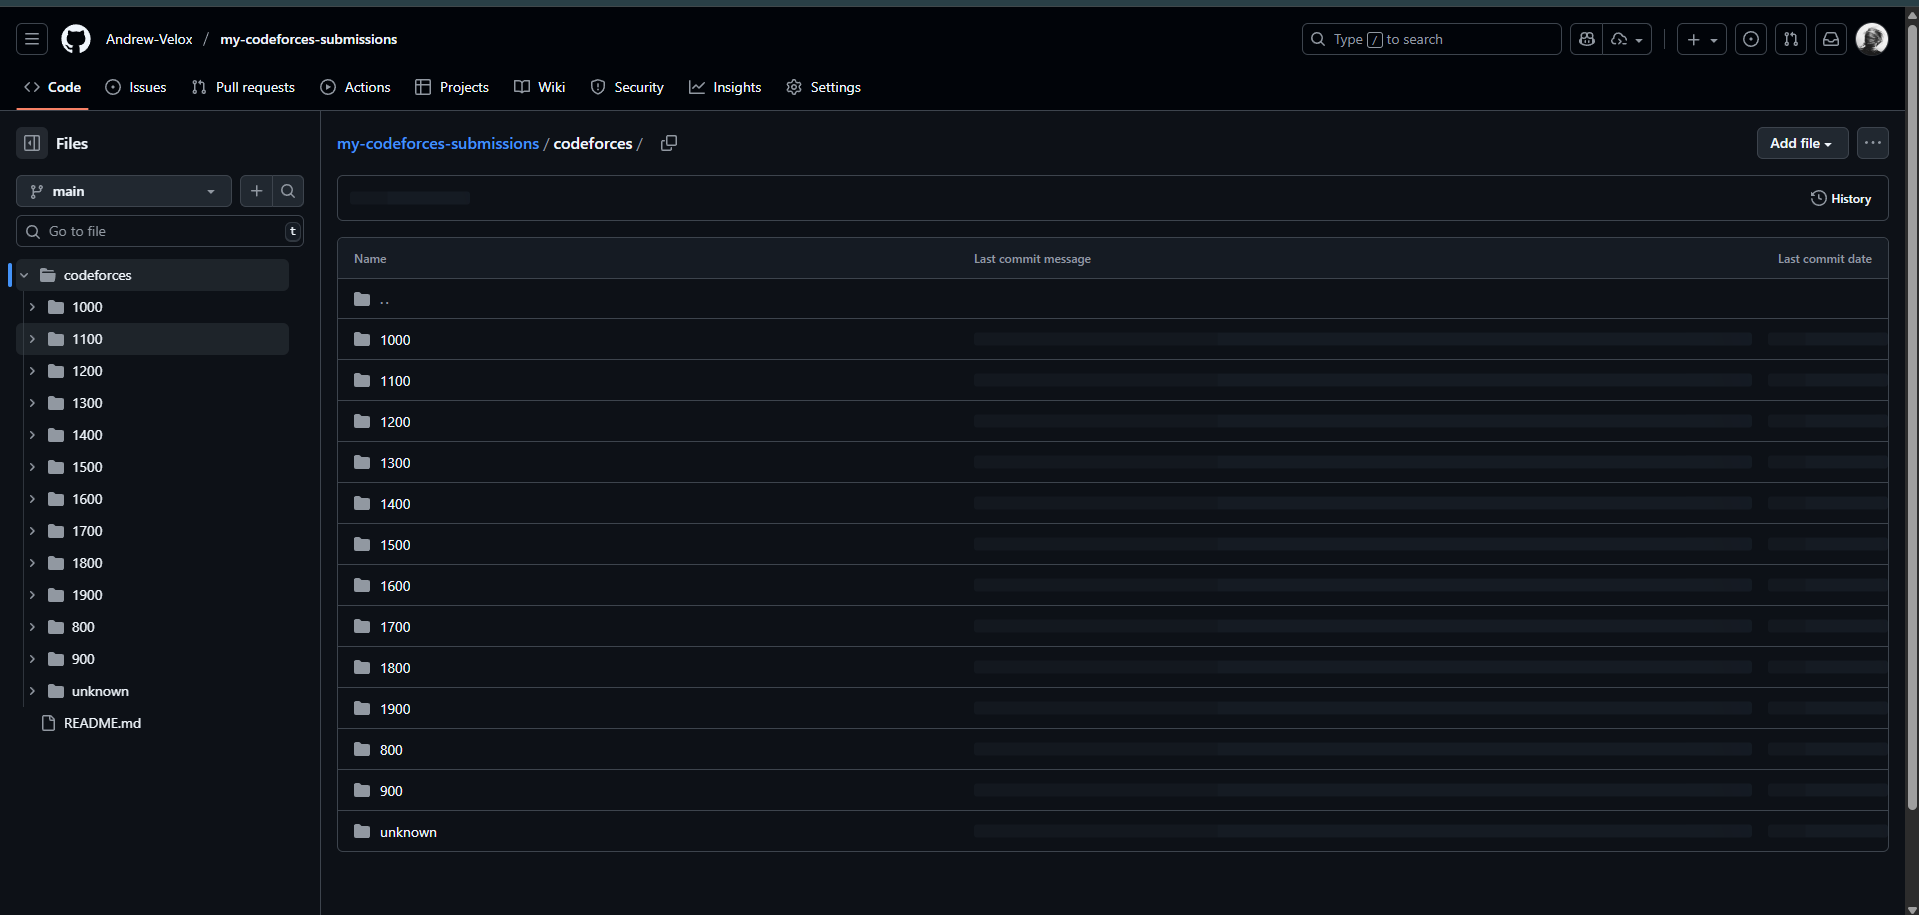 Andrew-Velox / my-codeforces-submissions
Type / to search
Code Issues Pull requests Actions Projects Wiki Security Insights Settings
Files
main
Go to file t
codeforces
1000
1100
1200
1300
1400
1500
1600
1700
1800
1900
800
900
unknown
README.md
my-codeforces-submissions / codeforces /
Add file
History
Name Last commit message Last commit date
..
1000
1100
1200
1300
1400
1500
1600
1700
1800
1900
800
900
unknown